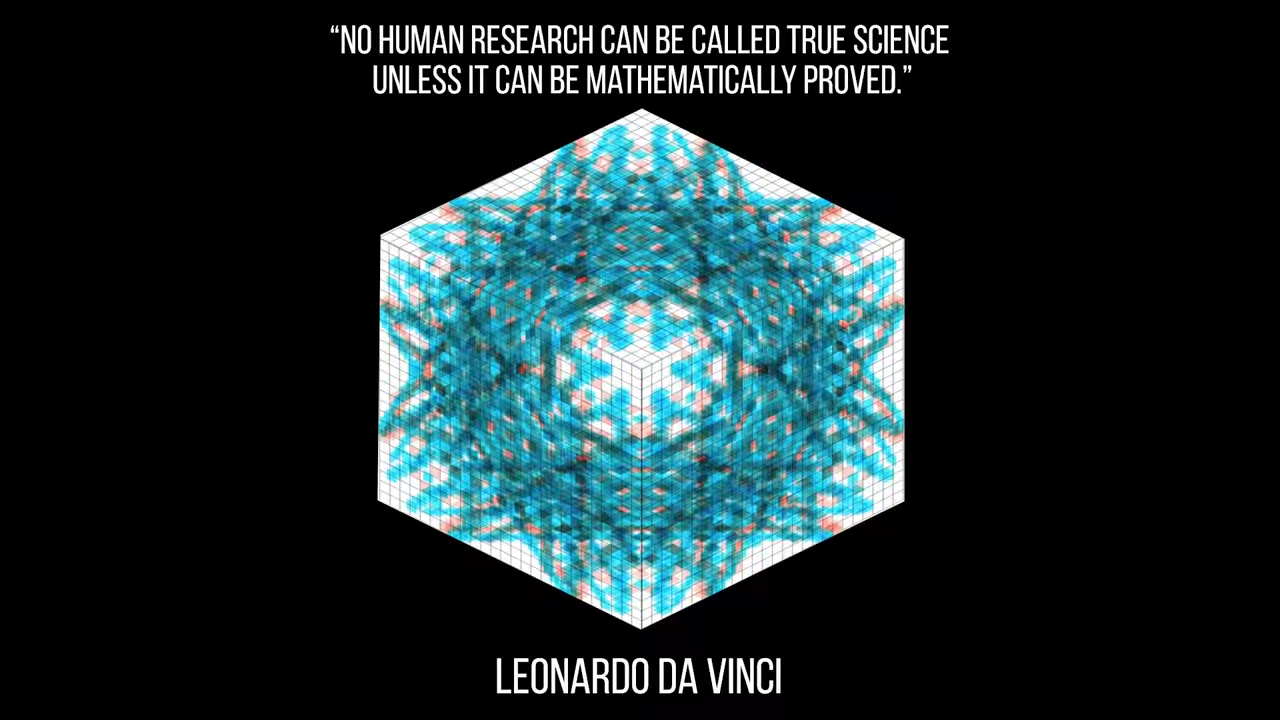 “NO HUMAN RESEARCH CAN BE CALLED TRUE SCIENCE
UNLESS IT CAN BE MATHEMATICALLY PROVED.”
LEONARDO DA VINCI